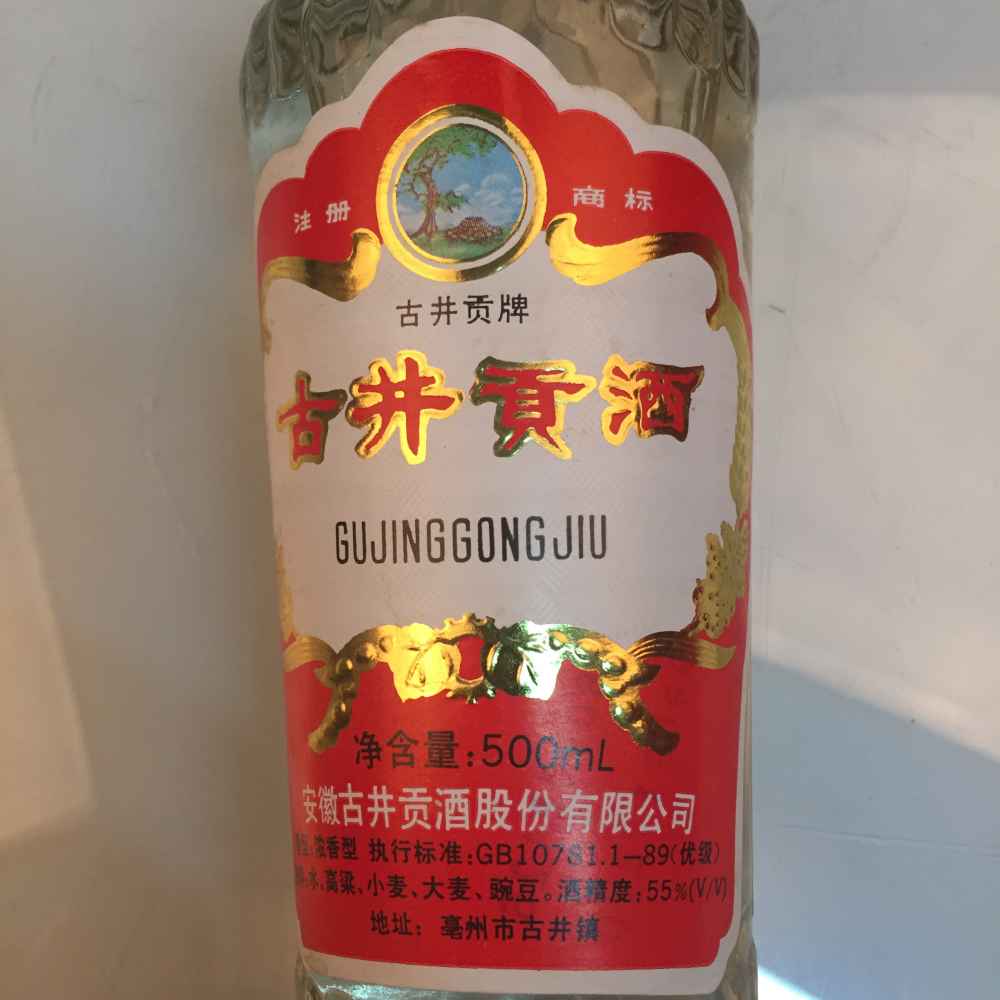 注册 商标
古井贡牌
古井贡酒
GUJINGGONGJIU
净含量:500mL
安徽古井贡酒股份有限公司
型:浓香型 执行标准:GB10781.1-89(优级)
水、高粱、小麦、大麦、豌豆。酒精度:55%(V/V)
地址: 亳州市古井镇